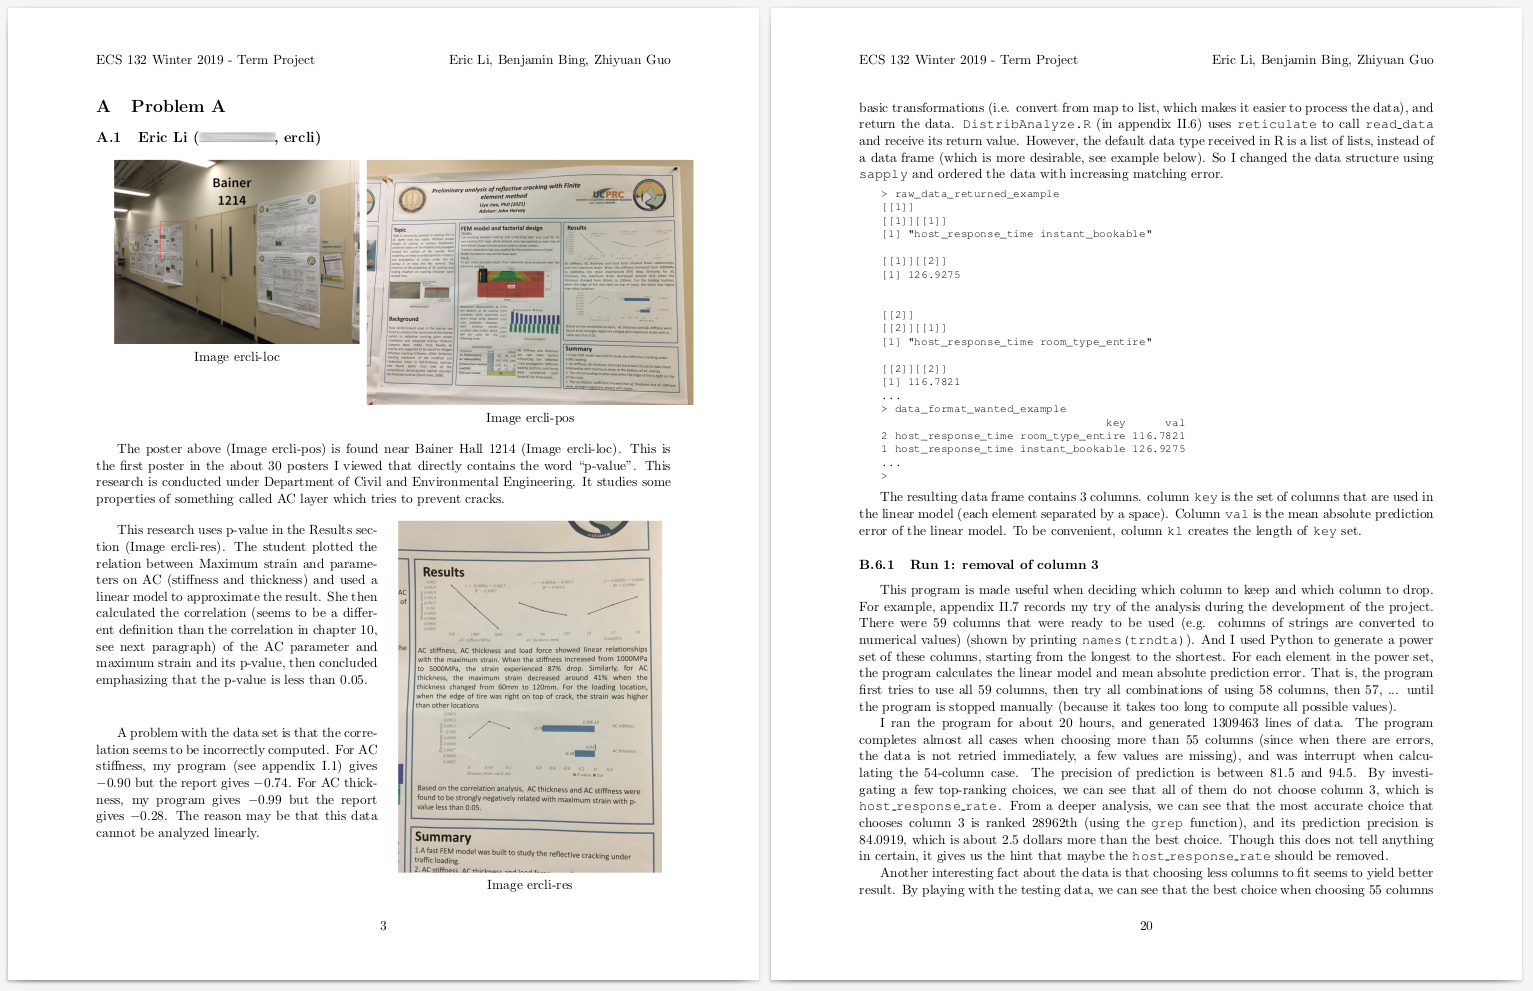 ECS 132 Winter 2019 - Term Project
Eric Li, Benjamin Bing, Zhiyuan Guo
A Problem A
A.1 Eric Li (
, ercli)
Bainer
1214
Image ercli-loc
Preliminary analysis of reflective cracking with Finite
element method
Adviser: John Harvey
UCPRC
Topic
FEM model and factorial design
Results
Background
Summary
Image ercli-pos
The poster above (Image ercli-pos) is found near Bainer Hall 1214 (Image ercli-loc). This is
the first poster in the about 30 posters I viewed that directly contains the word “p-value”. This
research is conducted under Department of Civil and Environmental Engineering. It studies some
properties of something called AC layer which tries to prevent cracks.
This research uses p-value in the Results sec-
tion (Image ercli-res). The student plotted the
relation between Maximum strain and parame-
ters on AC (stiffness and thickness) and used a
linear model to approximate the result. She then
calculated the correlation (seems to be a differ-
ent definition than the correlation in chapter 10,
see next paragraph) of the AC parameter and
maximum strain and its p-value, then concluded
emphasizing that the p-value is less than 0.05.
A problem with the data set is that the corre-
lation seems to be incorrectly computed. For AC
stiffness, my program (see appendix I.1) gives
−0.90 but the report gives −0.74. For AC thick-
ness, my program gives −0.99 but the report
gives −0.28. The reason may be that this data
cannot be analyzed linearly.
Results
AC stiffness, AC thickness and load force showed linear relationships
with the maximum strain. When the stiffness increased from 1000MPa
to 5000MPa, the strain experienced 87% drop. Similarly, for AC
thickness, the maximum strain decreased around 41% when the
thickness changed from 60mm to 120mm. For the loading location,
when the edge of tire was right on top of crack, the strain was higher
than other locations
Based on the correlation analysis, AC thickness and AC stiffness were
found to be strongly negatively related with maximum strain with p-
value less than 0.05.
Summary
1.A fast FEM model was built to study the reflective cracking under
traffic loading.
2. AC stiffness, AC thickness and load
Image ercli-res
3
ECS 132 Winter 2019 - Term Project
Eric Li, Benjamin Bing, Zhiyuan Guo
basic transformations (i.e. convert from map to list, which makes it easier to process the data), and
return the data. DistribAnalyze.R (in appendix II.6) uses reticulate to call read_data
and receive its return value. However, the default data type received in R is a list of lists, instead of
a data frame (which is more desirable, see example below). So I changed the data structure using
sapply and ordered the data with increasing matching error.
> raw_data_returned_example
[[1]]
[[1]][[1]]
[1] "host_response_time instant_bookable"
[[1]][[2]]
[1] 126.9275
[[2]]
[[2]][[1]]
[1] "host_response_time room_type_entire"
[[2]][[2]]
[1] 116.7821
...
> data_format_wanted_example
key val
2 host_response_time room_type_entire 116.7821
1 host_response_time instant_bookable 126.9275
...
>
The resulting data frame contains 3 columns. column key is the set of columns that are used in
the linear model (each element separated by a space). Column val is the mean absolute prediction
error of the linear model. To be convenient, column kl creates the length of key set.
B.6.1 Run 1: removal of column 3
This program is made useful when deciding which column to keep and which column to drop.
For example, appendix II.7 records my try of the analysis during the development of the project.
There were 59 columns that were ready to be used (e.g. columns of strings are converted to
numerical values) (shown by printing names(trndta)). And I used Python to generate a power
set of these columns, starting from the longest to the shortest. For each element in the power set,
the program calculates the linear model and mean absolute prediction error. That is, the program
first tries to use all 59 columns, then try all combinations of using 58 columns, then 57, ... until
the program is stopped manually (because it takes too long to compute all possible values).
I ran the program for about 20 hours, and generated 1309463 lines of data. The program
completes almost all cases when choosing more than 55 columns (since when there are errors,
the data is not retried immediately, a few values are missing), and was interrupt when calcu-
lating the 54-column case. The precision of prediction is between 81.5 and 94.5. By investi-
gating a few top-ranking choices, we can see that all of them do not choose column 3, which is
host_response_rate. From a deeper analysis, we can see that the most accurate choice that
chooses column 3 is ranked 28962th (using the grep function), and its prediction precision is
84.0919, which is about 2.5 dollars more than the best choice. Though this does not tell anything
in certain, it gives us the hint that maybe the host_response_rate should be removed.
Another interesting fact about the data is that choosing less columns to fit seems to yield better
result. By playing with the testing data, we can see that the best choice when choosing 55 columns
20